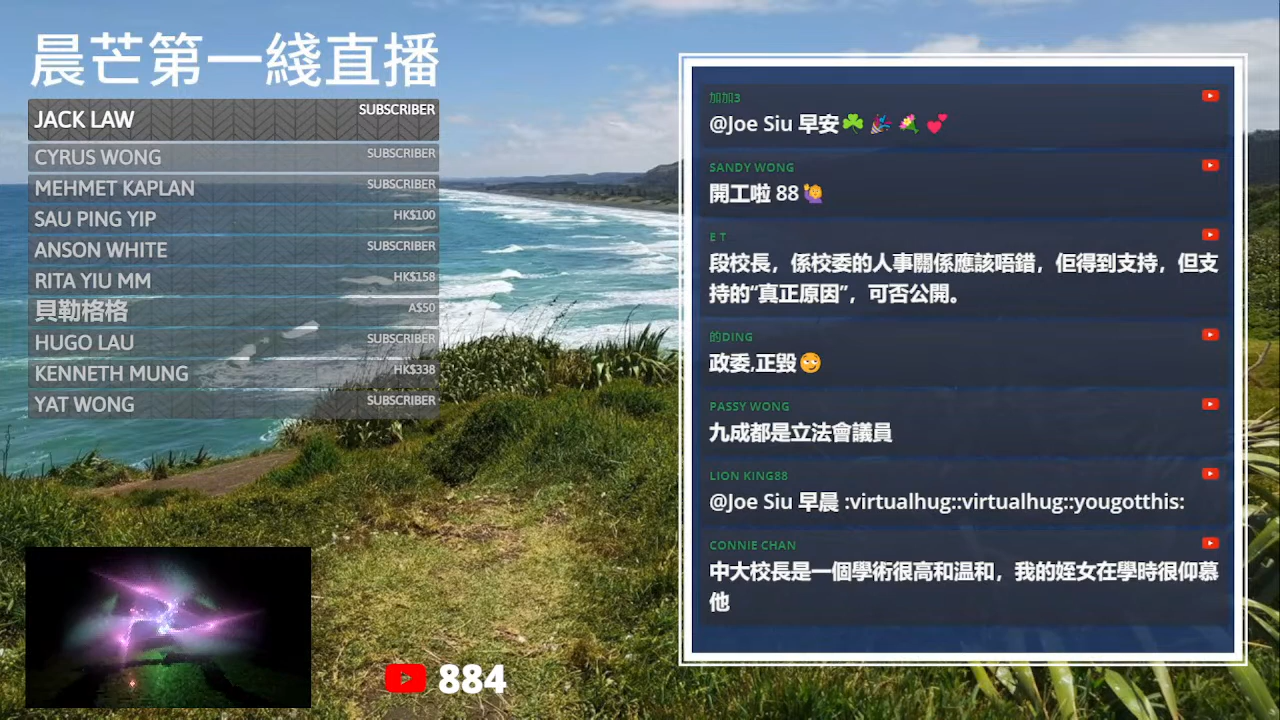 晨芒第一綫直播
JACK LAW SUBSCRIBER
CYRUS WONG SUBSCRIBER
MEHMET KAPLAN SUBSCRIBER
SAU PING YIP HK$100
ANSON WHITE SUBSCRIBER
RITA YIU MM HK$158
貝勒格格 A$50
HUGO LAU SUBSCRIBER
KENNETH MUNG HK$338
YAT WONG SUBSCRIBER
884
加加3
@Joe Siu 早安☘️ 🎉 💐 💕
SANDY WONG
開工啦 88🙋
E T
段校長，係校委的人事關係應該唔錯，佢得到支持，但支
持的“真正原因”，可否公開。
的DING
政委,正毀🙄
PASSY WONG
九成都是立法會議員
LION KING88
@Joe Siu 早晨 :virtualhug::virtualhug::yougotthis:
CONNIE CHAN
中大校長是一個學術很高和温和，我的姪女在學時很仰慕
他